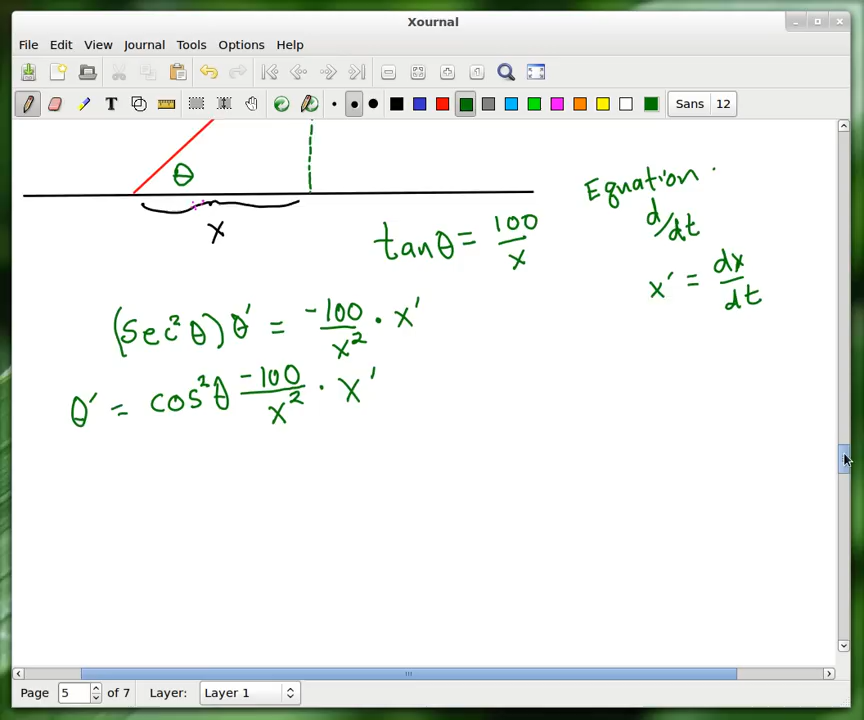 Xournal
File Edit View Journal Tools Options Help
Sans 12
θ
x
tanθ = 100/x
Equation
d/dt
x' = dx/dt
(Sec²θ)θ' = -100/x² · x'
θ' = cos²θ -100/x² · x'
Page 5 of 7 Layer: Layer 1